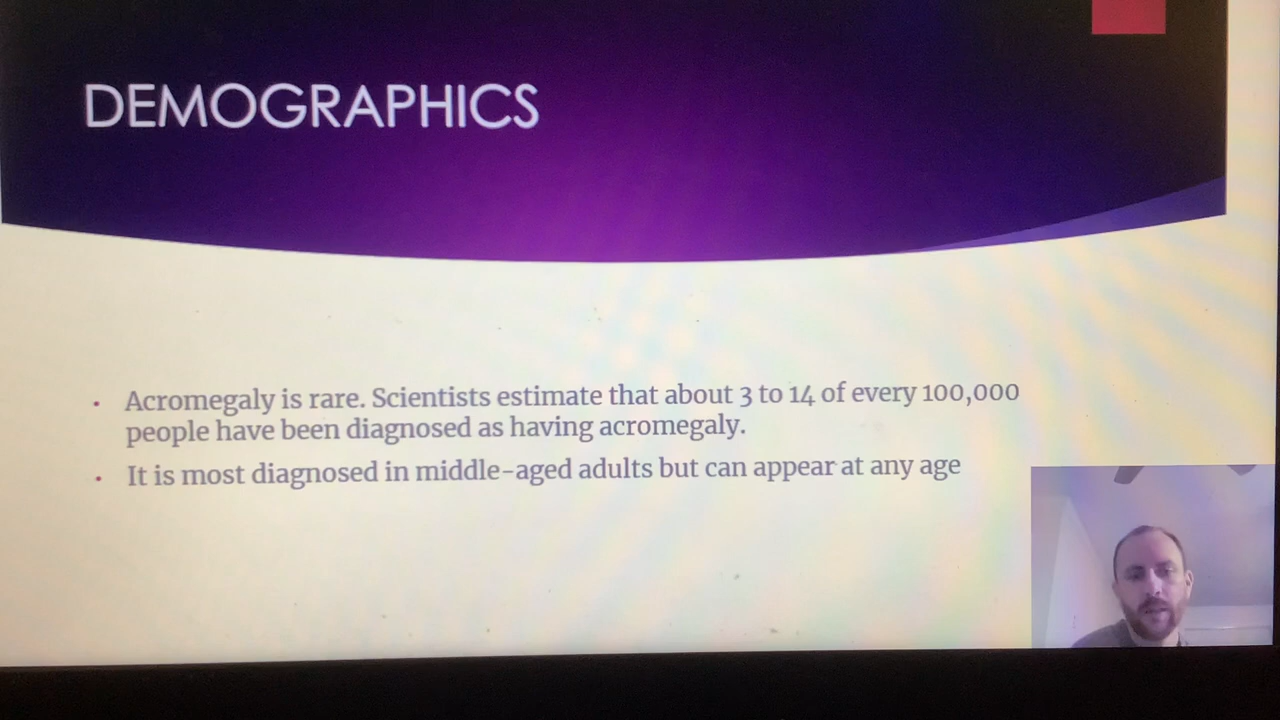 DEMOGRAPHICS
Acromegaly is rare. Scientists estimate that about 3 to 14 of every 100,000
people have been diagnosed as having acromegaly.
It is most diagnosed in middle-aged adults but can appear at any age